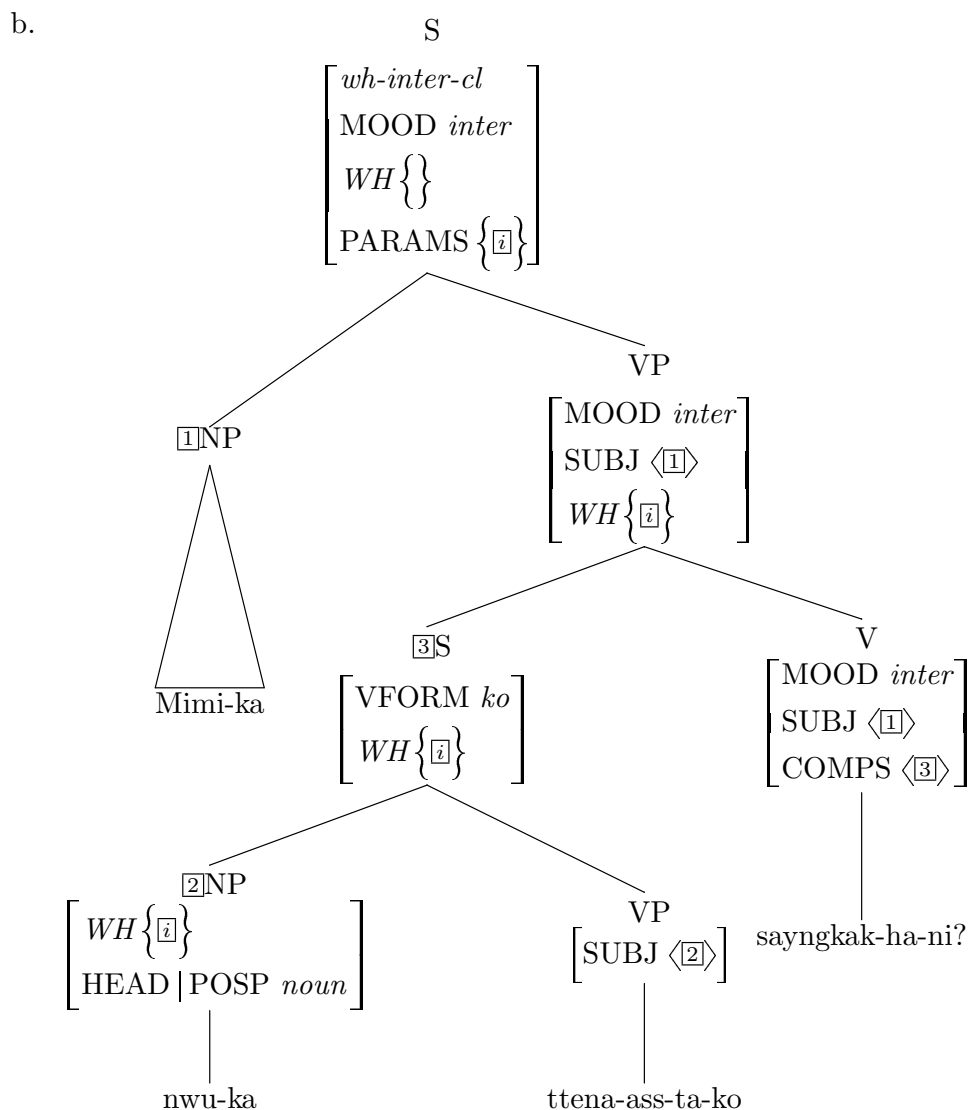 b.
S
wh-inter-cl
MOOD inter
WH{}
PARAMS {[i]}
[1]NP
VP
MOOD inter
SUBJ ⟨[1]⟩
WH{[i]}
Mimi-ka
[3]S
VFORM ko
WH{[i]}
V
MOOD inter
SUBJ ⟨[1]⟩
COMPS ⟨[3]⟩
[2]NP
WH{[i]}
HEAD | POSP noun
VP
SUBJ ⟨[2]⟩
sayngkak-ha-ni?
nwu-ka
ttena-ass-ta-ko